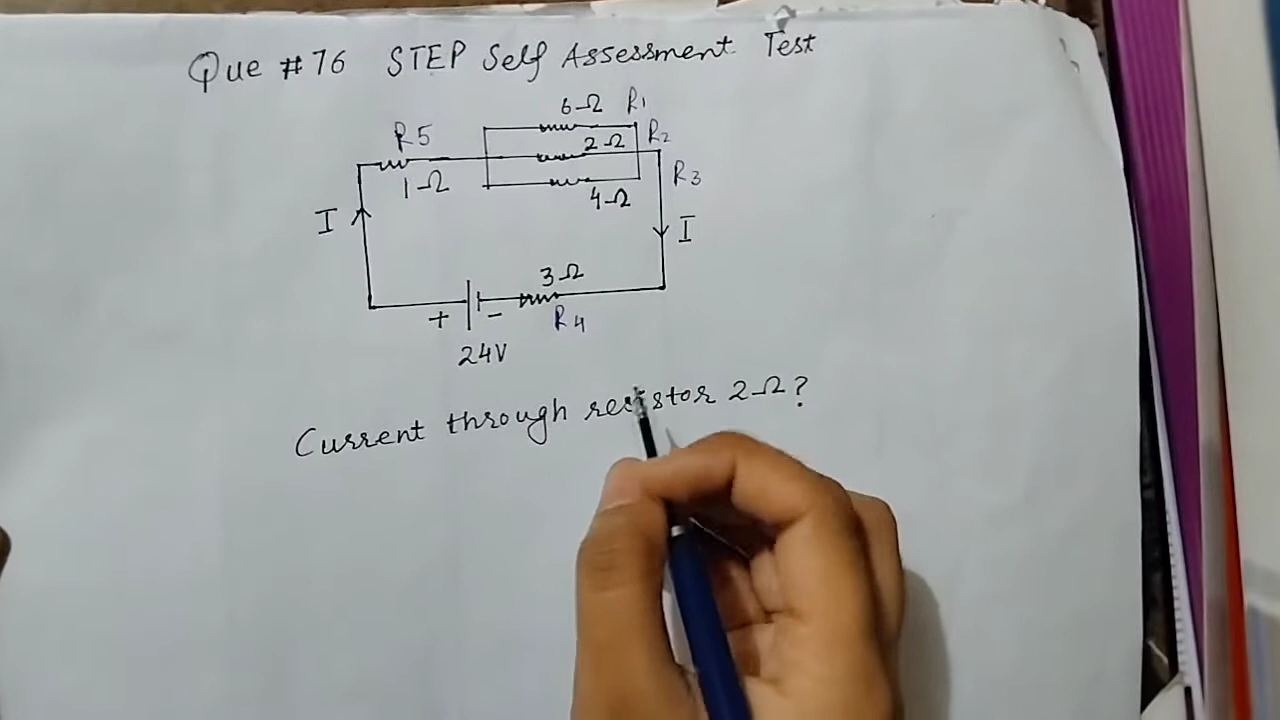 Que # 76 STEP Self Assessment Test
6Ω R1
R5 2Ω R2
1Ω 4Ω R3
I I
3Ω
+ - R4
24V
Current through resistor 2Ω?